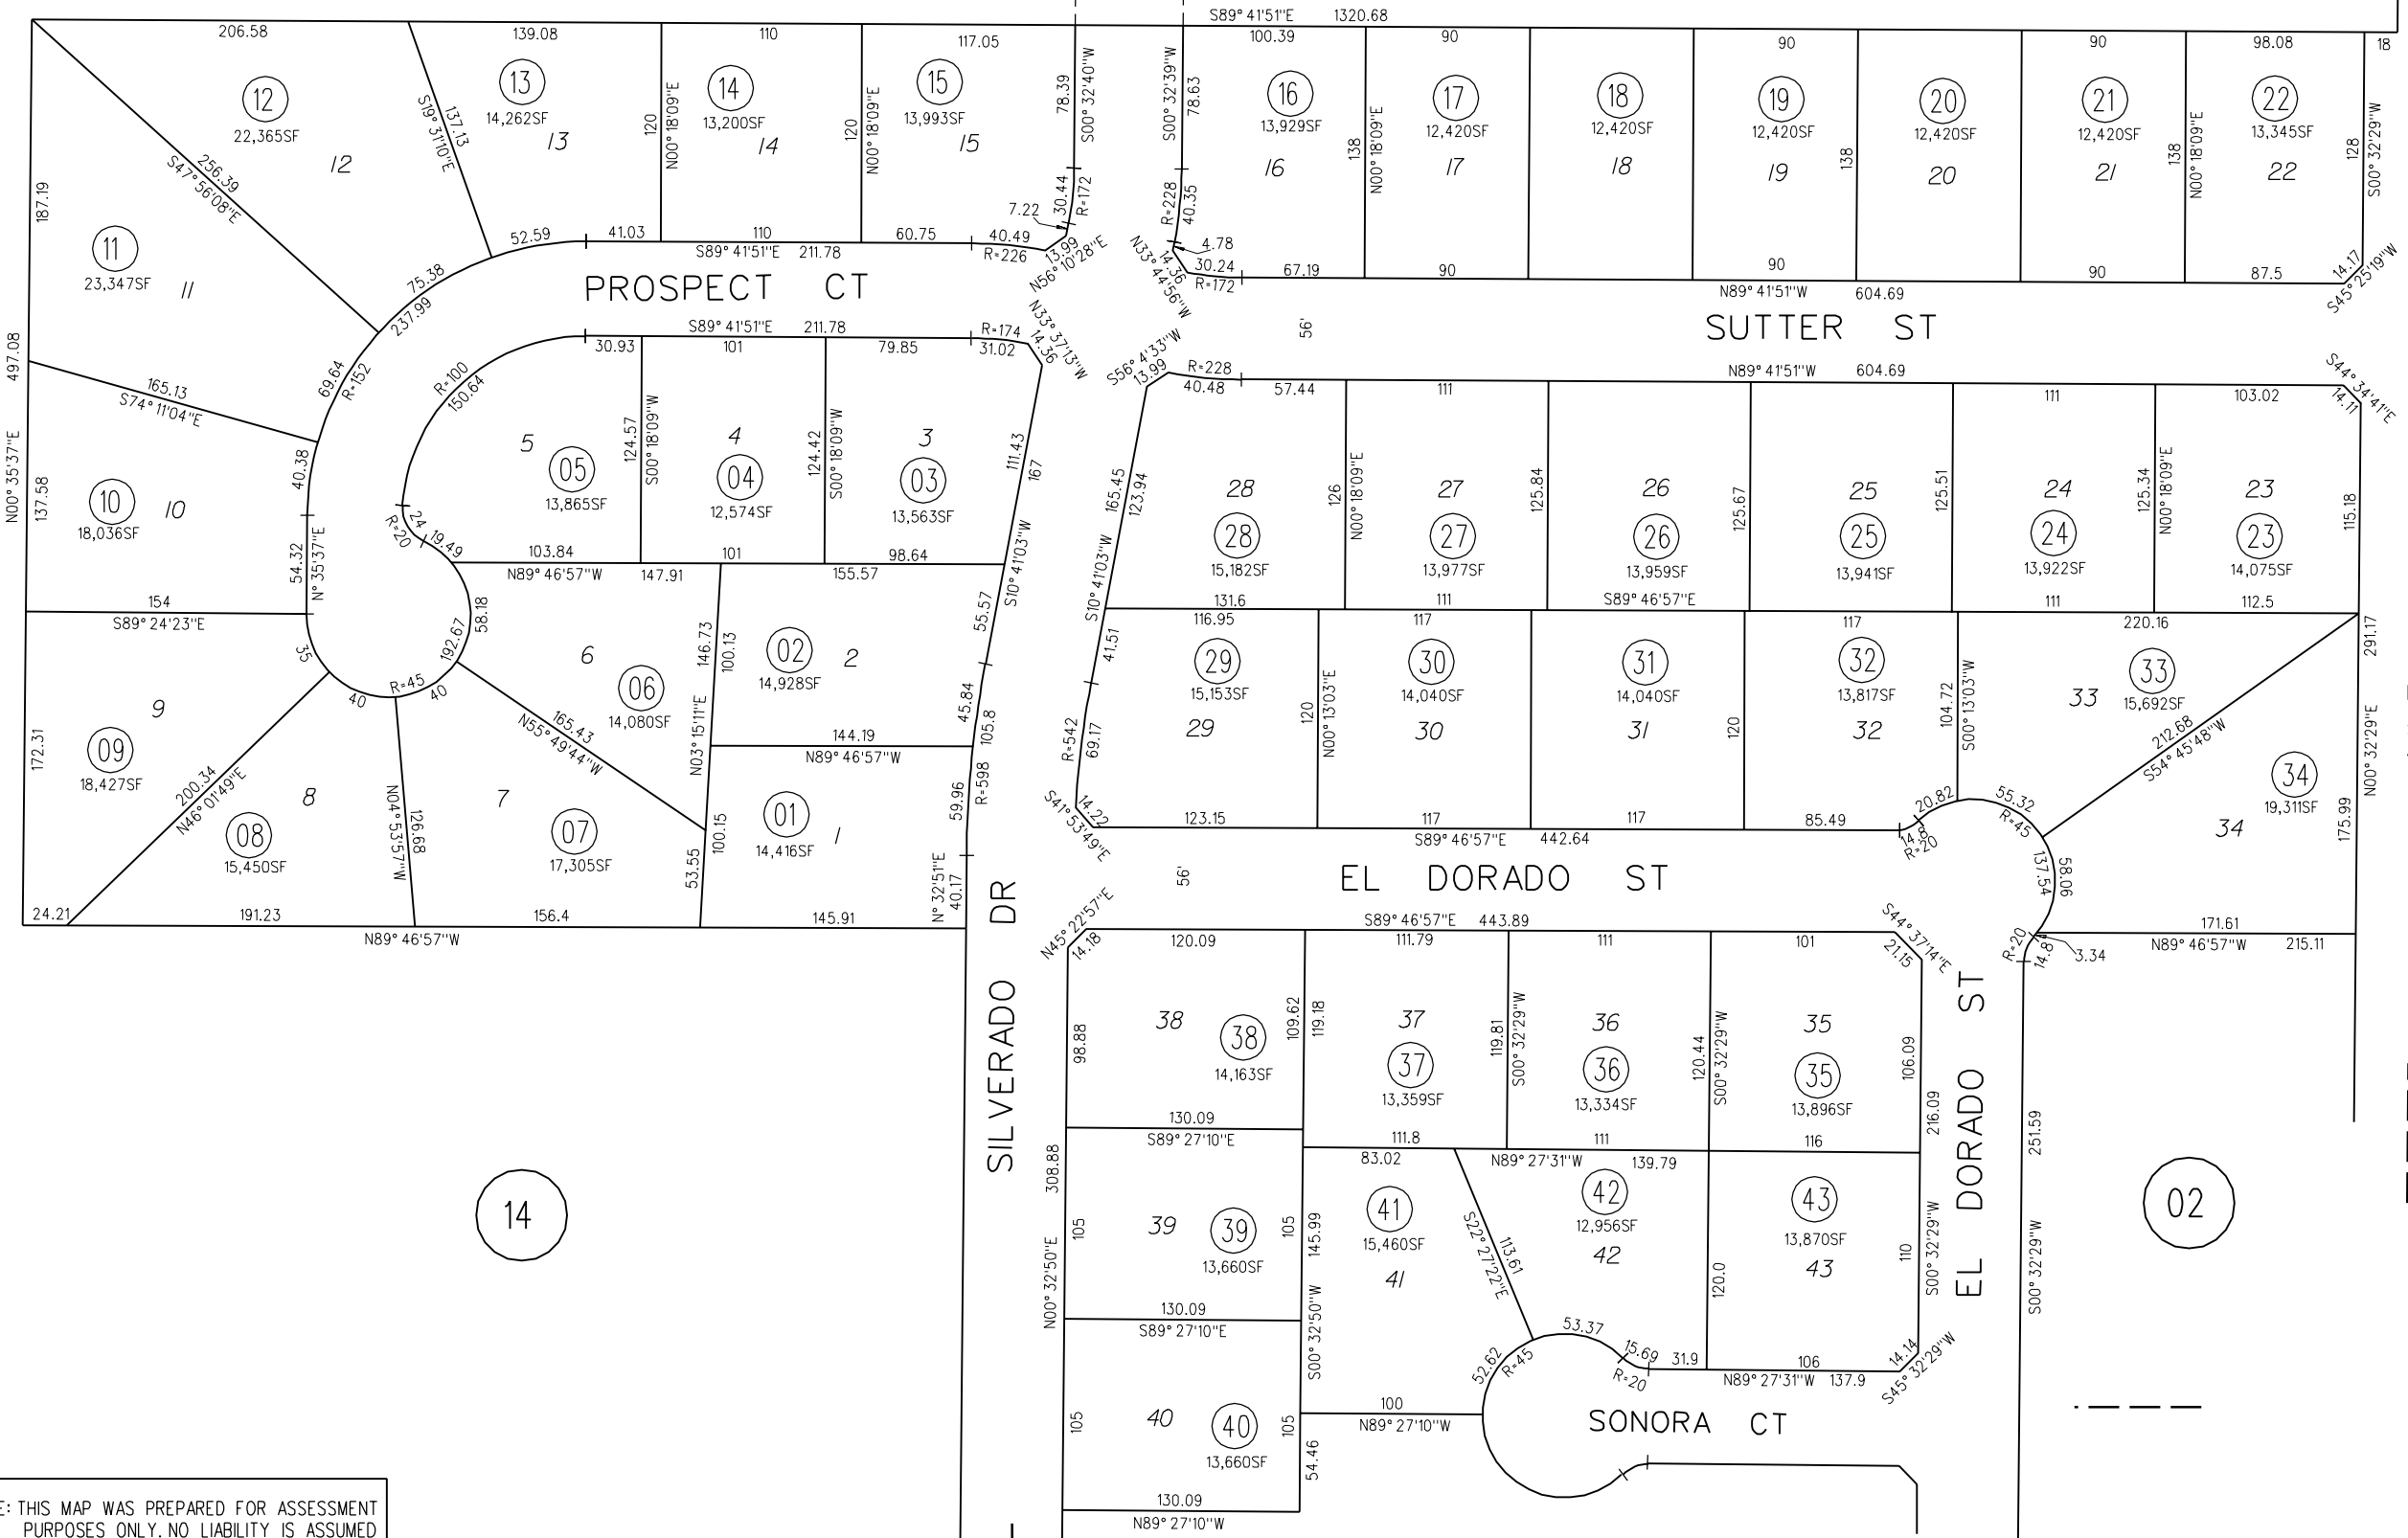 S89° 41'51"E 1320.68
206.58
139.08
110
117.05
100.39
90
90
90
98.08
18
12
22,365SF
12
13
14,262SF
13
14
13,200SF
14
15
13,993SF
15
16
13,929SF
16
17
12,420SF
17
18
12,420SF
18
19
12,420SF
19
20
12,420SF
20
21
12,420SF
21
22
13,345SF
22
S19° 31'10"E
137.13
120
N00° 18'09"E
120
N00° 18'09"E
78.39
S00° 32'40"W
S00° 32'39"W
78.63
138
N00° 18'09"E
138
138
N00° 18'09"E
128
S00° 32'29"W
256.39
S47° 56'08"E
187.19
11
23,347SF
11
30.44
R=172
7.22
R=228
40.35
4.78
52.59
41.03
110
60.75
40.49
R=226
13.99
N56° 10'28"E
S89° 41'51"E 211.78
14.36
N33° 44'56"W
30.24
R=172
67.19
90
90
90
87.5
14.17
S45° 25'19"W
N89° 41'51"W 604.69
PROSPECT CT
SUTTER ST
56'
75.38
237.99
69.64
R=152
497.08
N00° 35'37"E
165.13
S74° 11'04"E
R=100
150.64
S89° 41'51"E 211.78
30.93
101
79.85
R=174
31.02
N33° 37'13"W
14.36
S56° 4'33"W
13.99
R=228
40.48
57.44
111
N89° 41'51"W 604.69
111
103.02
S44° 34'41"E
14.11
5
05
13,865SF
124.57
S00° 18'09"W
4
04
12,574SF
124.42
S00° 18'09"W
3
03
13,563SF
111.43
167
S10° 41'03"W
165.45
123.94
S10° 41'03"W
28
28
15,182SF
126
N00° 18'09"E
27
27
13,977SF
125.84
26
26
13,959SF
125.67
25
25
13,941SF
125.51
24
24
13,922SF
125.34
N00° 18'09"E
23
23
14,075SF
115.18
137.58
10
18,036SF
10
40.38
54.32
N° 35'37"E
24
R=20
19.49
103.84
101
98.64
N89° 46'57"W
147.91
155.57
131.6
111
S89° 46'57"E
111
112.5
154
S89° 24'23"E
35
58.18
192.67
R=45
40
40
6
06
14,080SF
146.73
100.13
N03° 15'11"E
02
14,928SF
2
55.57
45.84
105.8
41.51
116.95
117
117
220.16
29
15,153SF
29
120
N00° 13'03"E
30
14,040SF
30
31
14,040SF
31
120
32
13,817SF
32
104.72
S00° 13'03"W
33
33
15,692SF
291.17
N00° 32'29"E
9
09
18,427SF
172.31
200.34
N46° 01'49"E
8
08
15,450SF
N04° 53'57"W
126.68
7
07
17,305SF
165.43
N55° 49'44"W
144.19
N89° 46'57"W
01
14,416SF
1
100.15
53.55
59.96
R=598
R=542
69.17
14.22
S41° 53'49"E
212.68
S54° 45'48"W
34
19,311SF
34
175.99
123.15
117
117
85.49
14.8
R=20
20.82
55.32
R=45
137.54
58.06
S89° 46'57"E 442.64
N° 32'51"E
40.17
56'
EL DORADO ST
24.21
191.23
156.4
145.91
N89° 46'57"W
N45° 22'57"E
14.18
120.09
S89° 46'57"E 443.89
111.79
111
101
S44° 37'14"E
21.15
R=20
14.8
3.34
171.61
N89° 46'57"W 215.11
SILVERADO DR
98.88
38
38
14,163SF
109.62
119.18
37
37
13,359SF
119.81
S00° 32'29"W
36
36
13,334SF
120.44
S00° 32'29"W
35
35
13,896SF
106.09
216.09
EL DORADO ST
251.59
130.09
S89° 27'10"E
111.8
111
116
83.02
N89° 27'31"W
139.79
14
308.88
N00° 32'50"E
39
39
13,660SF
105
105
145.99
S00° 32'50"W
41
15,460SF
41
S22° 27'22"E
113.61
42
12,956SF
42
120.0
43
13,870SF
43
110
S00° 32'29"W
S00° 32'29"W
02
130.09
S89° 27'10"E
53.37
52.62
R=45
15.69
R=20
31.9
106
N89° 27'31"W 137.9
14.14
S45° 32'29"W
105
40
40
13,660SF
105
54.46
100
N89° 27'10"W
SONORA CT
130.09
N89° 27'10"W
E: THIS MAP WAS PREPARED FOR ASSESSMENT
PURPOSES ONLY. NO LIABILITY IS ASSUMED